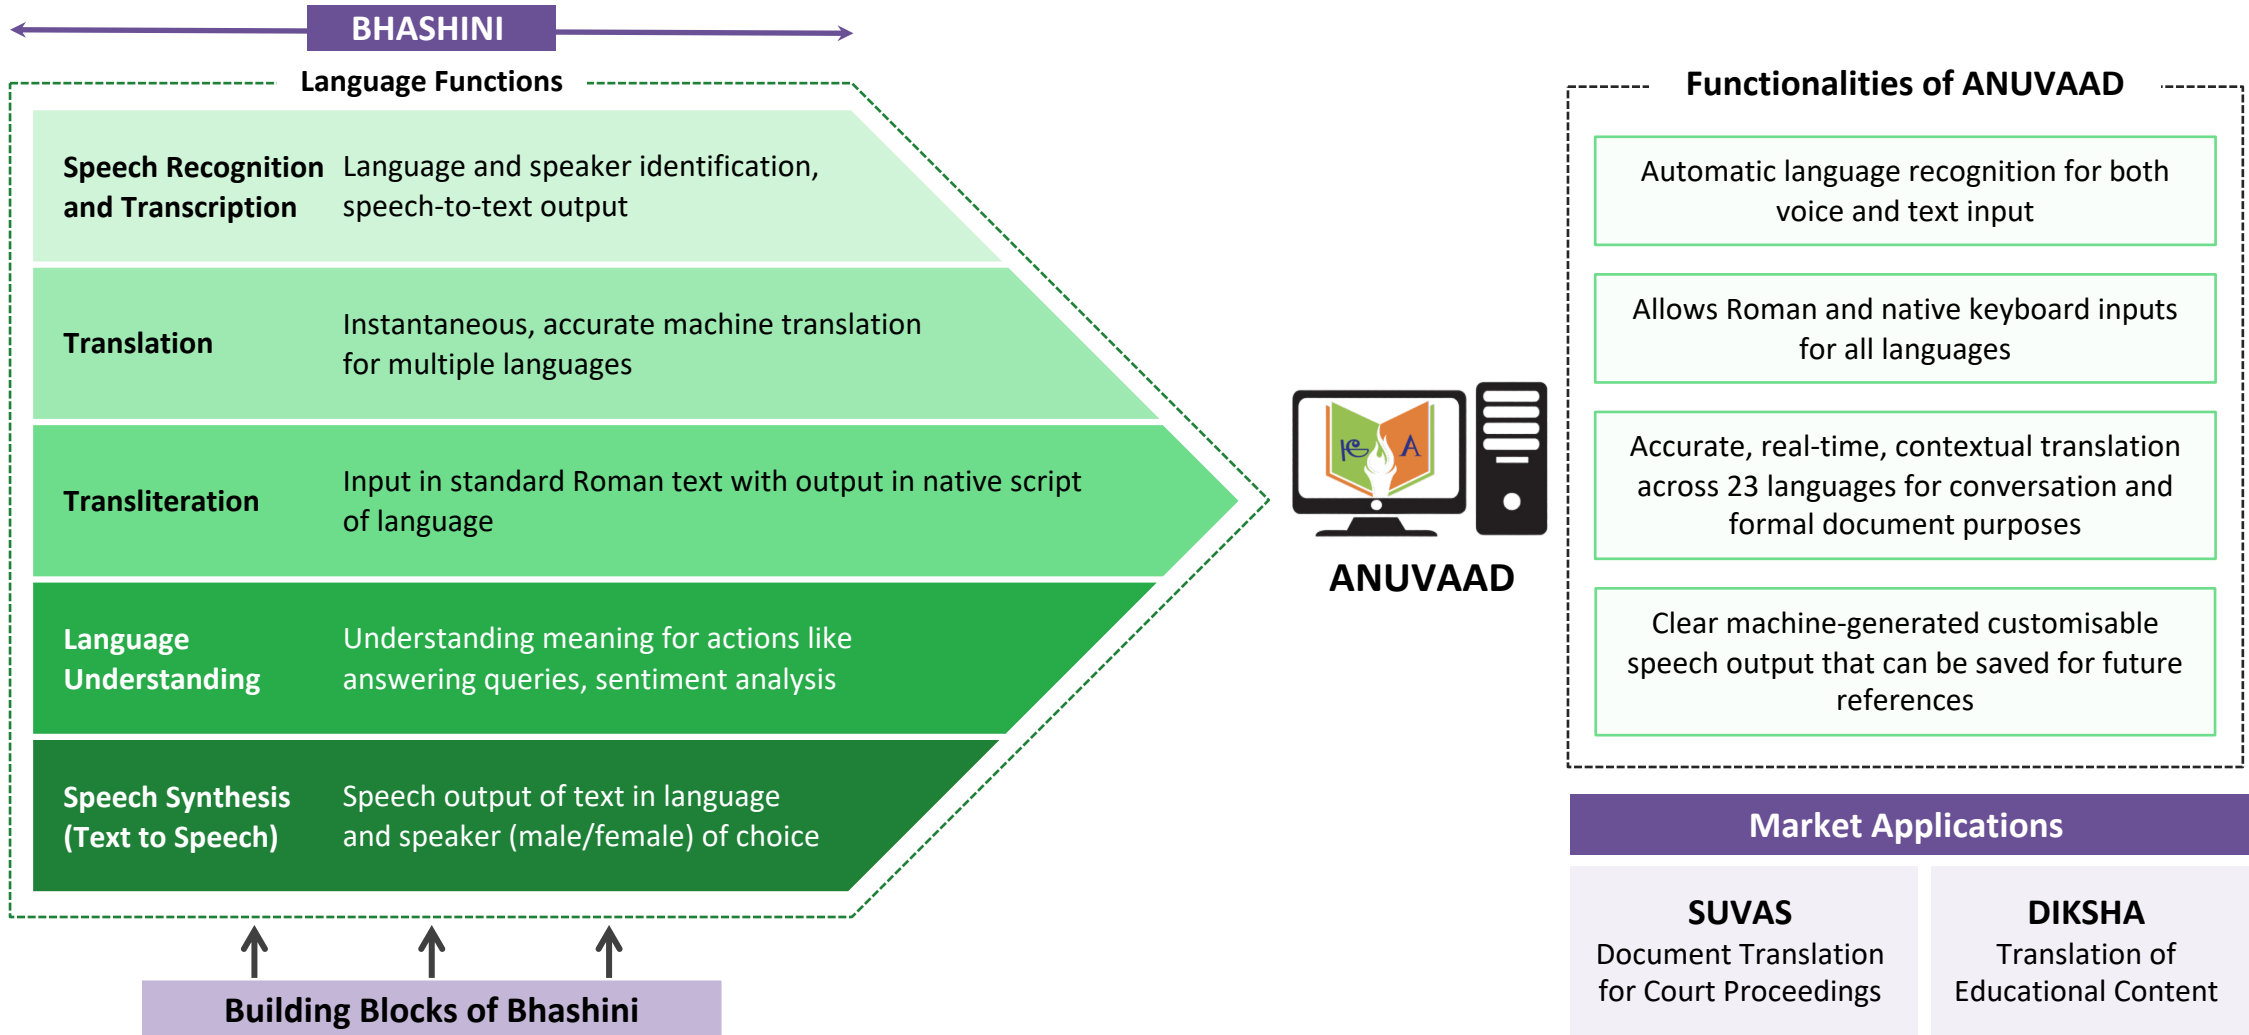 BHASHINI
Language Functions
Speech Recognition
and Transcription
Language and speaker identification,
speech-to-text output
Translation
Instantaneous, accurate machine translation
for multiple languages
Transliteration
Input in standard Roman text with output in native script
of language
Language
Understanding
Understanding meaning for actions like
answering queries, sentiment analysis
Speech Synthesis
(Text to Speech)
Speech output of text in language
and speaker (male/female) of choice
Building Blocks of Bhashini
A
ANUVAAD
Functionalities of ANUVAAD
Automatic language recognition for both
voice and text input
Allows Roman and native keyboard inputs
for all languages
Accurate, real-time, contextual translation
across 23 languages for conversation and
formal document purposes
Clear machine-generated customisable
speech output that can be saved for future
references
Market Applications
SUVAS
Document Translation
for Court Proceedings
DIKSHA
Translation of
Educational Content